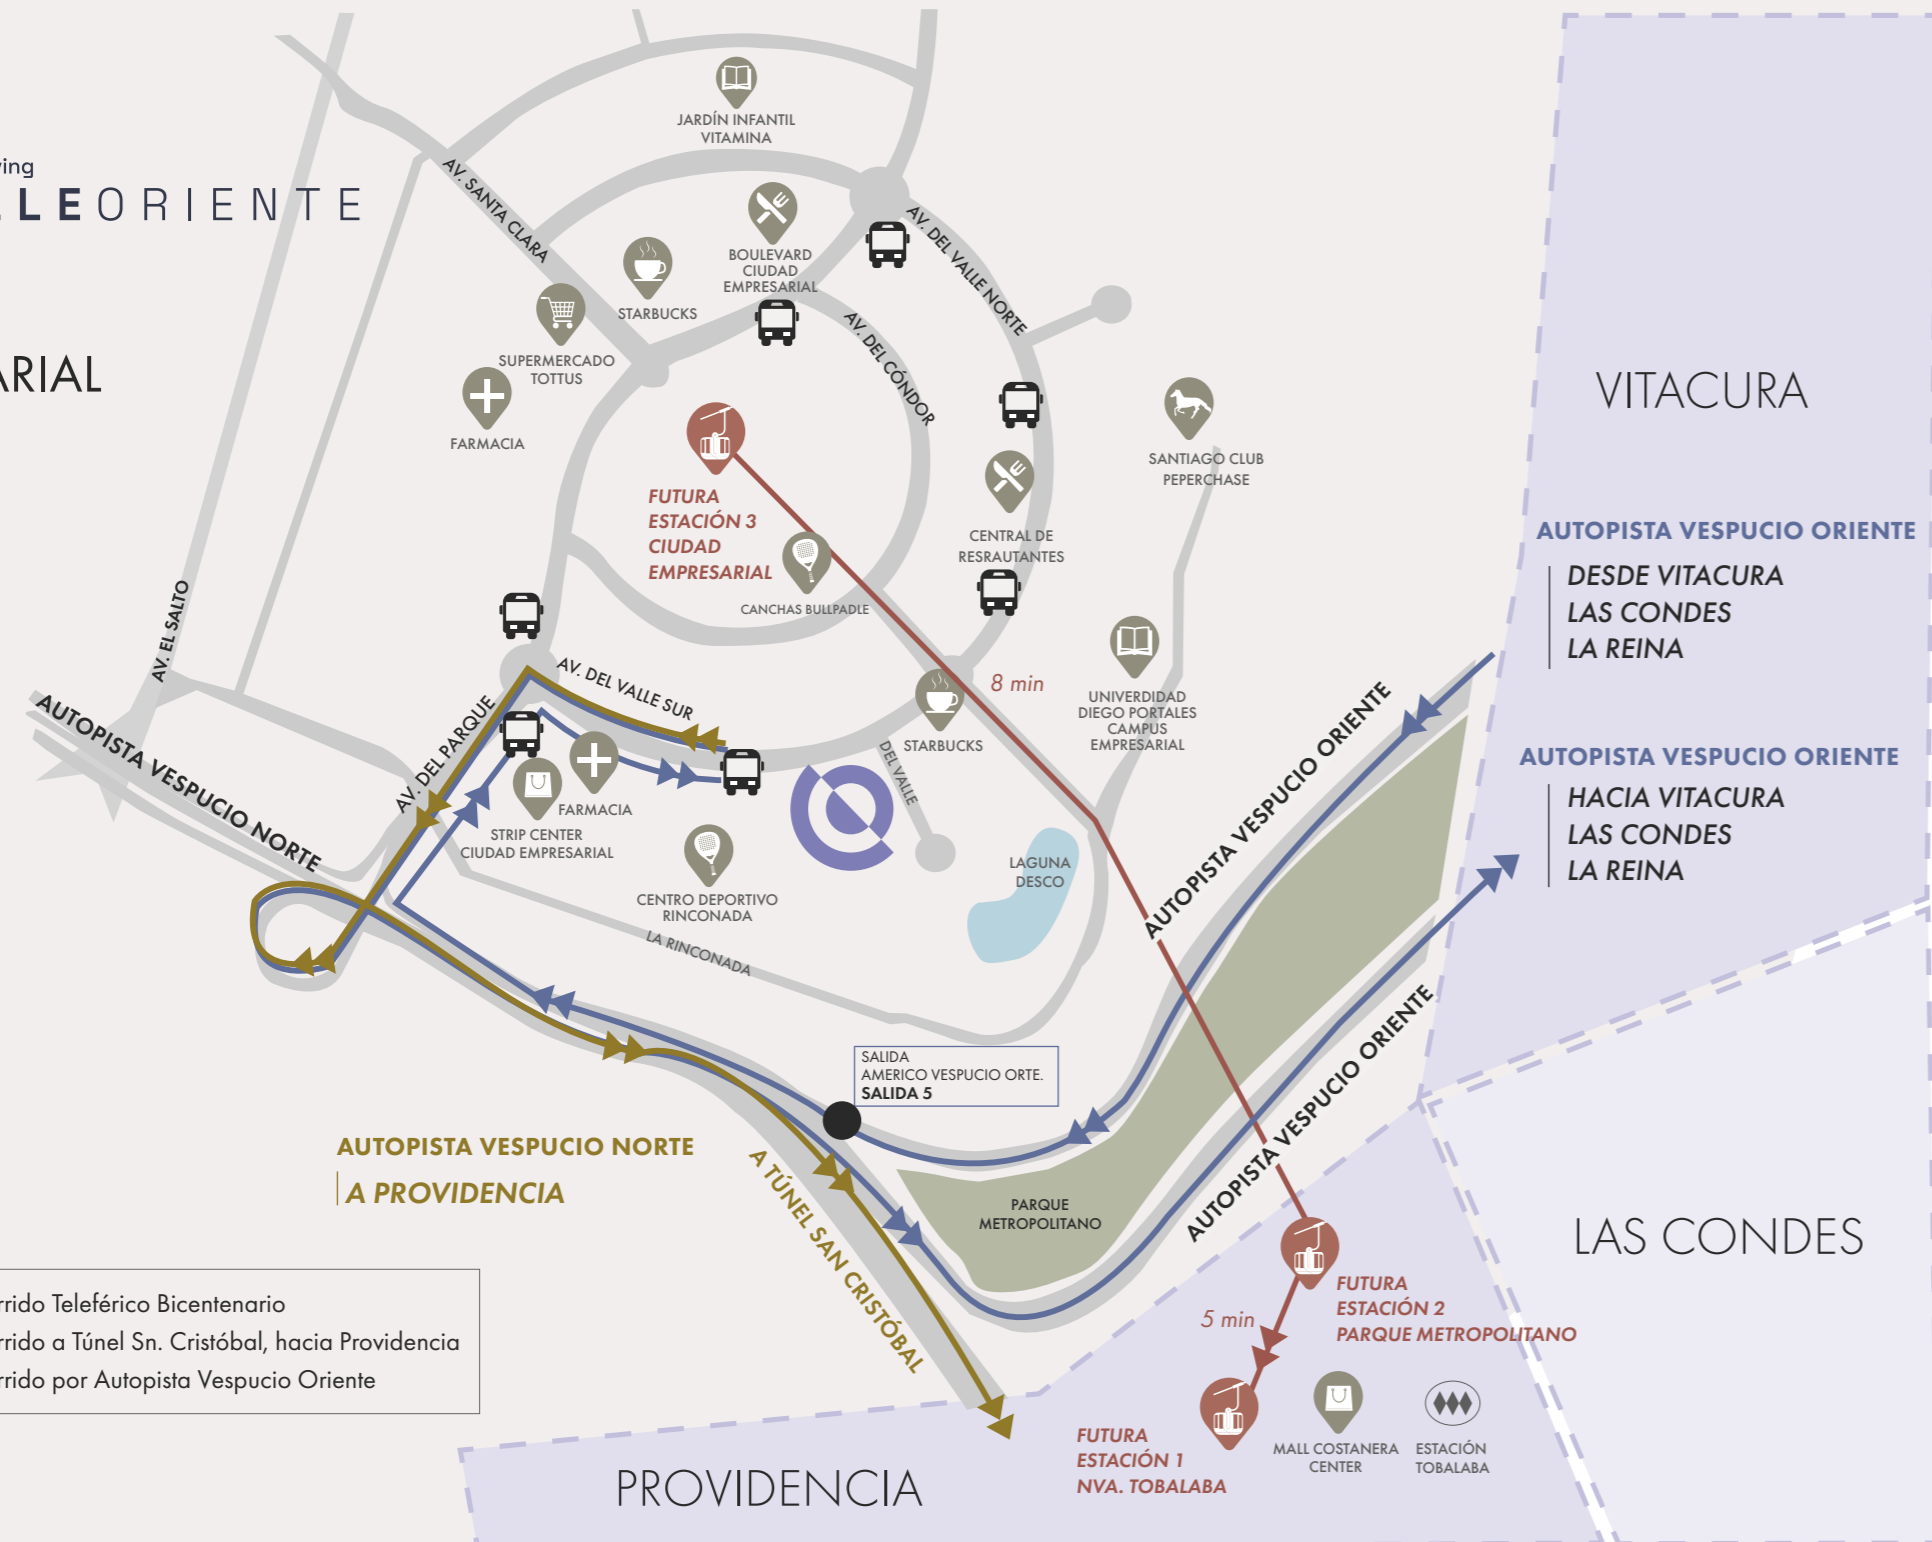 JARDÍN INFANTIL
VITAMINA
AV. SANTA CLARA
LEORIENTE
BOULEVARD
CIUDAD
EMPRESARIAL
STARBUCKS
AV. DEL VALLE NORTE
SUPERMERCADO
TOTTUS
AV. DEL CÓNDOR
FARMACIA
VITACURA
SANTIAGO CLUB
PEPERCHASE
FUTURA
ESTACIÓN 3
CIUDAD
EMPRESARIAL
CENTRAL DE
RESRAUTANTES
CANCHAS BULLPADLE
AUTOPISTA VESPUCIO ORIENTE
DESDE VITACURA
LAS CONDES
LA REINA
AV. EL SALTO
AV. DEL VALLE SUR
8 min
UNIVERDIDAD
DIEGO PORTALES
CAMPUS
EMPRESARIAL
STARBUCKS
DEL VALLE
AV. DEL PARQUE
AUTOPISTA VESPUCIO NORTE
FARMACIA
STRIP CENTER
CIUDAD EMPRESARIAL
CENTRO DEPORTIVO
RINCONADA
LA RINCONADA
LAGUNA
DESCO
AUTOPISTA VESPUCIO ORIENTE
AUTOPISTA VESPUCIO ORIENTE
HACIA VITACURA
LAS CONDES
LA REINA
SALIDA
AMERICO VESPUCIO ORTE.
SALIDA 5
AUTOPISTA VESPUCIO ORIENTE
AUTOPISTA VESPUCIO NORTE
A PROVIDENCIA
A TÚNEL SAN CRISTÓBAL
PARQUE
METROPOLITANO
LAS CONDES
FUTURA
ESTACIÓN 2
PARQUE METROPOLITANO
5 min
rrido Teleférico Bicentenario
rrido a Túnel Sn. Cristóbal, hacia Providencia
rrido por Autopista Vespucio Oriente
FUTURA
ESTACIÓN 1
NVA. TOBALABA
MALL COSTANERA
CENTER
ESTACIÓN
TOBALABA
PROVIDENCIA